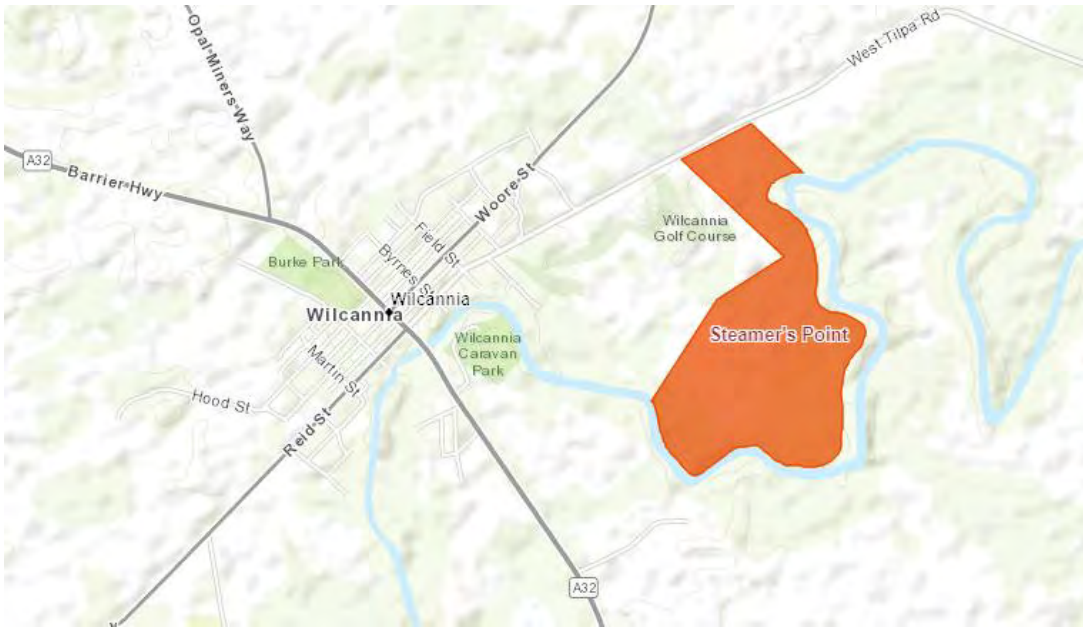 Opal-Miners-Way
West-Tilpa-Rd
A32
Barrier-Hwy
Woore-St
Field St
Wilcannia
Golf Course
Burke Park
Byrnes St
Wilcannia
Wilcannia
Steamer's Point
Wilcannia
Caravan
Park
Martin St
Hood St
Reid-St
A32